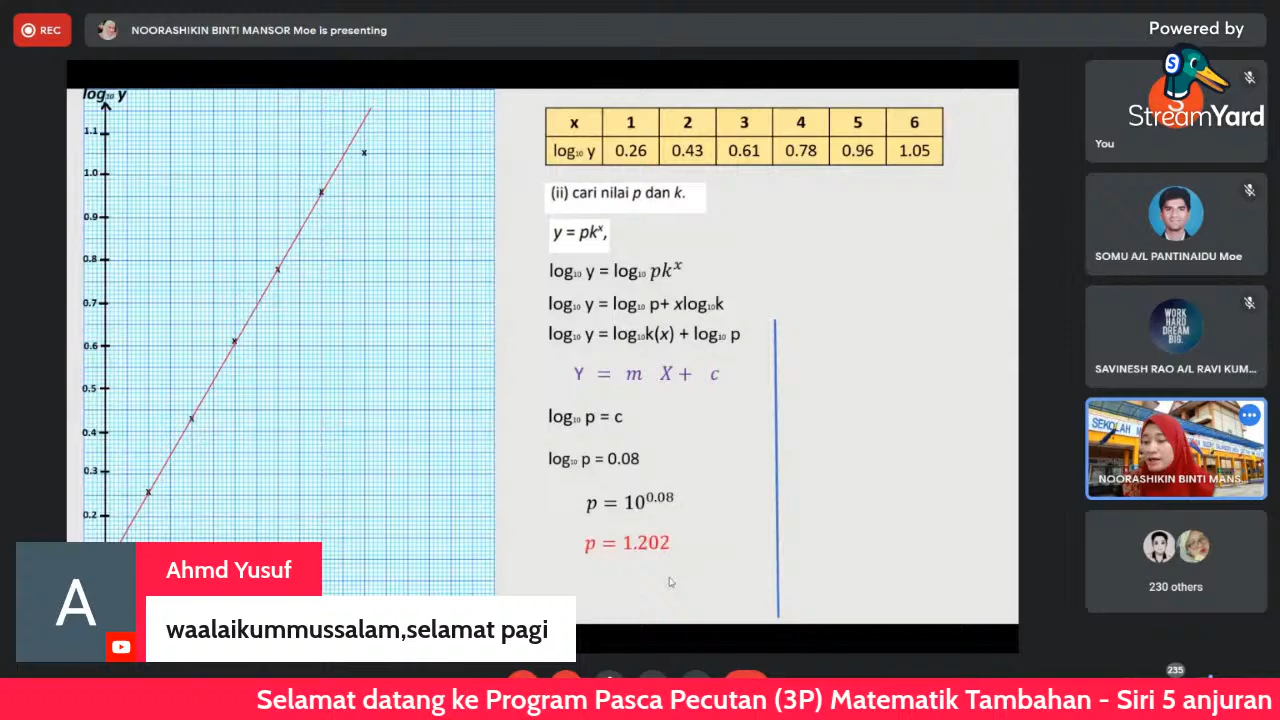 REC
NOORASHIKIN BINTI MANSOR Moe is presenting
Powered by
S
StreamYard
You
SOMU A/L PANTINAIDU Moe
WORK
HARD
DREAM
BIG.
SAVINESH RAO A/L RAVI KUM...
NOORASHIKIN BINTI MANS...
230 others
235
log₁₀ y
1.1
1.0
0.9
0.8
0.7
0.6
0.5
0.4
0.3
0.2
x 1 2 3 4 5 6
log₁₀ y 0.26 0.43 0.61 0.78 0.96 1.05
(ii) cari nilai p dan k.
y = pkˣ,
log₁₀ y = log₁₀ pkˣ
log₁₀ y = log₁₀ p+ xlog₁₀k
log₁₀ y = log₁₀k(x) + log₁₀ p
Y = m X + c
log₁₀ p = c
log₁₀ p = 0.08
p = 10⁰·⁰⁸
p = 1.202
A
Ahmd Yusuf
waalaikummussalam,selamat pagi
Selamat datang ke Program Pasca Pecutan (3P) Matematik Tambahan - Siri 5 anjuran